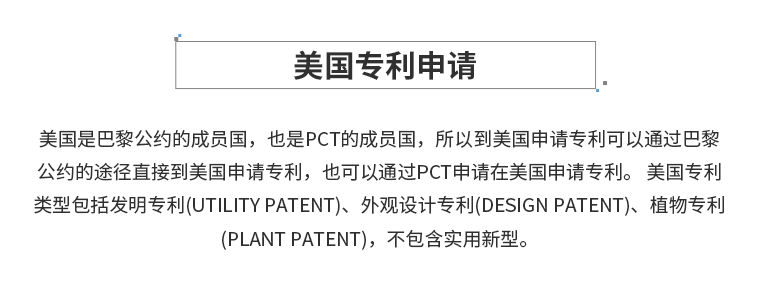 美国专利申请
美国是巴黎公约的成员国，也是PCT的成员国，所以到美国申请专利可以通过巴黎
公约的途径直接到美国申请专利，也可以通过PCT申请在美国申请专利。 美国专利
类型包括发明专利(UTILITY PATENT)、外观设计专利(DESIGN PATENT)、植物专利
(PLANT PATENT)，不包含实用新型。